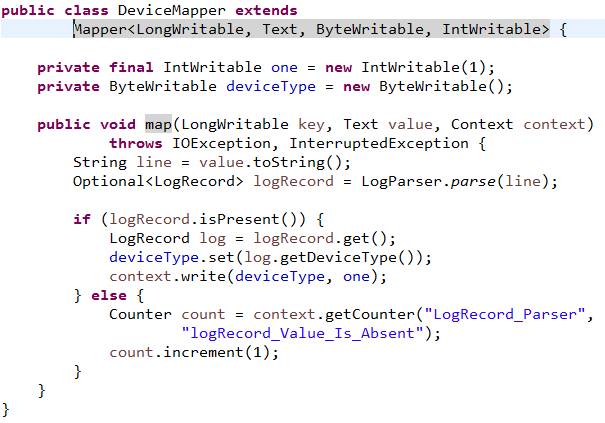 public class DeviceMapper extends
        Mapper<LongWritable, Text, ByteWritable, IntWritable> {
    private final IntWritable one = new IntWritable(1);
    private ByteWritable deviceType = new ByteWritable();
    public void map(LongWritable key, Text value, Context context)
            throws IOException, InterruptedException {
        String line = value.toString();
        Optional<LogRecord> logRecord = LogParser.parse(line);
        if (logRecord.isPresent()) {
            LogRecord log = logRecord.get();
            deviceType.set(log.getDeviceType());
            context.write(deviceType, one);
        } else {
            Counter count = context.getCounter("LogRecord_Parser",
                    "logRecord_Value_Is_Absent");
            count.increment(1);
        }
    }
}